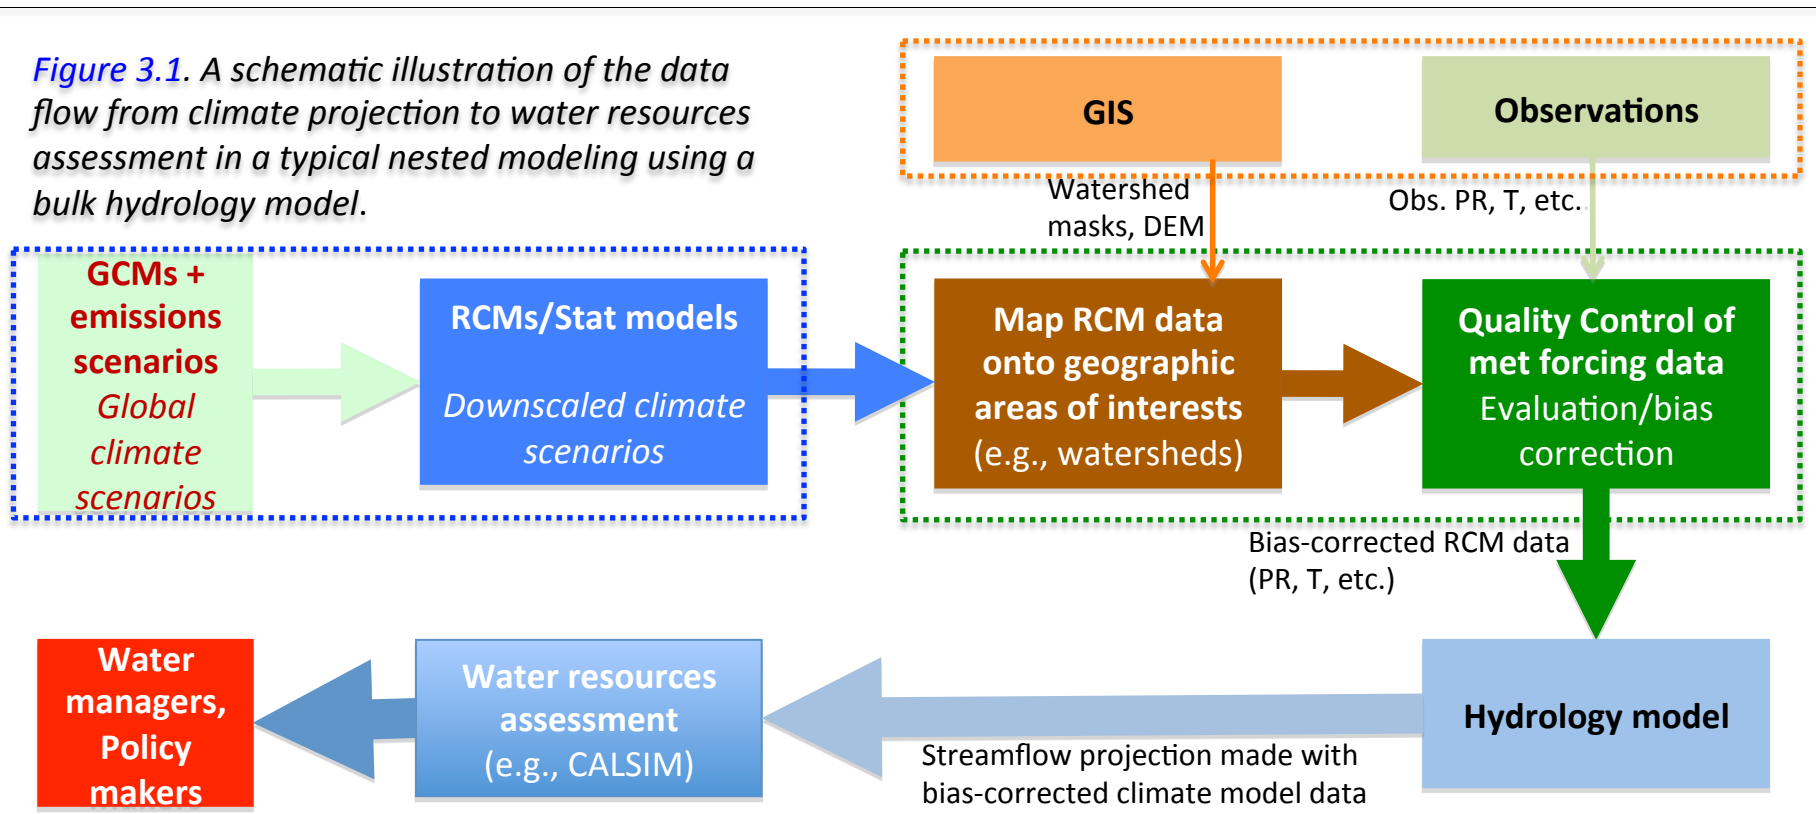 Figure 3.1. A schematic illustration of the data
flow from climate projection to water resources
assessment in a typical nested modeling using a
bulk hydrology model.
GIS
Observations
Watershed
masks, DEM
Obs. PR, T, etc.
GCMs +
emissions
scenarios
Global
climate
scenarios
RCMs/Stat models
Downscaled climate
scenarios
Map RCM data
onto geographic
areas of interests
(e.g., watersheds)
Quality Control of
met forcing data
Evaluation/bias
correction
Bias-corrected RCM data
(PR, T, etc.)
Water
managers,
Policy
makers
Water resources
assessment
(e.g., CALSIM)
Streamflow projection made with
bias-corrected climate model data
Hydrology model